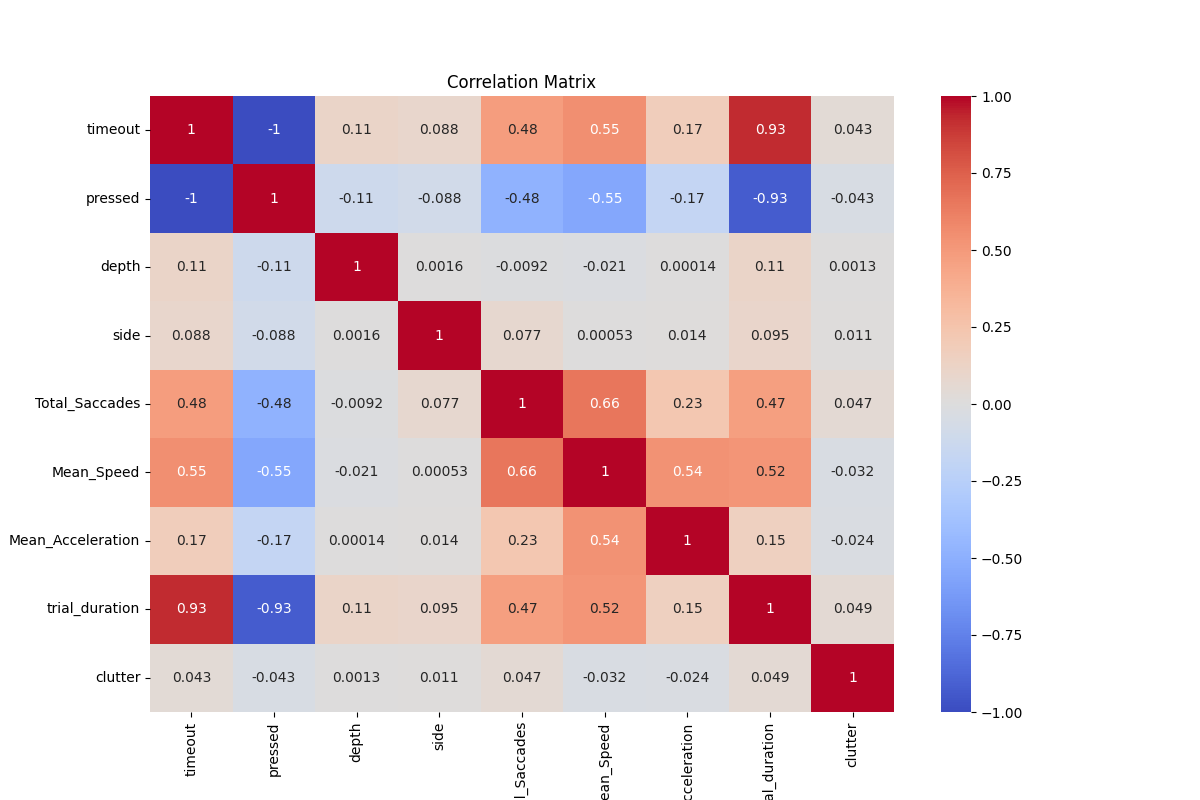 Correlation Matrix
timeout 1 -1 0.11 0.088 0.48 0.55 0.17 0.93 0.043
pressed -1 1 -0.11 -0.088 -0.48 -0.55 -0.17 -0.93 -0.043
depth 0.11 -0.11 1 0.0016 -0.0092 -0.021 0.00014 0.11 0.0013
side 0.088 -0.088 0.0016 1 0.077 0.00053 0.014 0.095 0.011
Total_Saccades 0.48 -0.48 -0.0092 0.077 1 0.66 0.23 0.47 0.047
Mean_Speed 0.55 -0.55 -0.021 0.00053 0.66 1 0.54 0.52 -0.032
Mean_Acceleration 0.17 -0.17 0.00014 0.014 0.23 0.54 1 0.15 -0.024
trial_duration 0.93 -0.93 0.11 0.095 0.47 0.52 0.15 1 0.049
clutter 0.043 -0.043 0.0013 0.011 0.047 -0.032 -0.024 0.049 1
timeout
pressed
depth
side
l_Saccades
ean_Speed
cceleration
al_duration
clutter
1.00
0.75
0.50
0.25
0.00
−0.25
−0.50
−0.75
−1.00